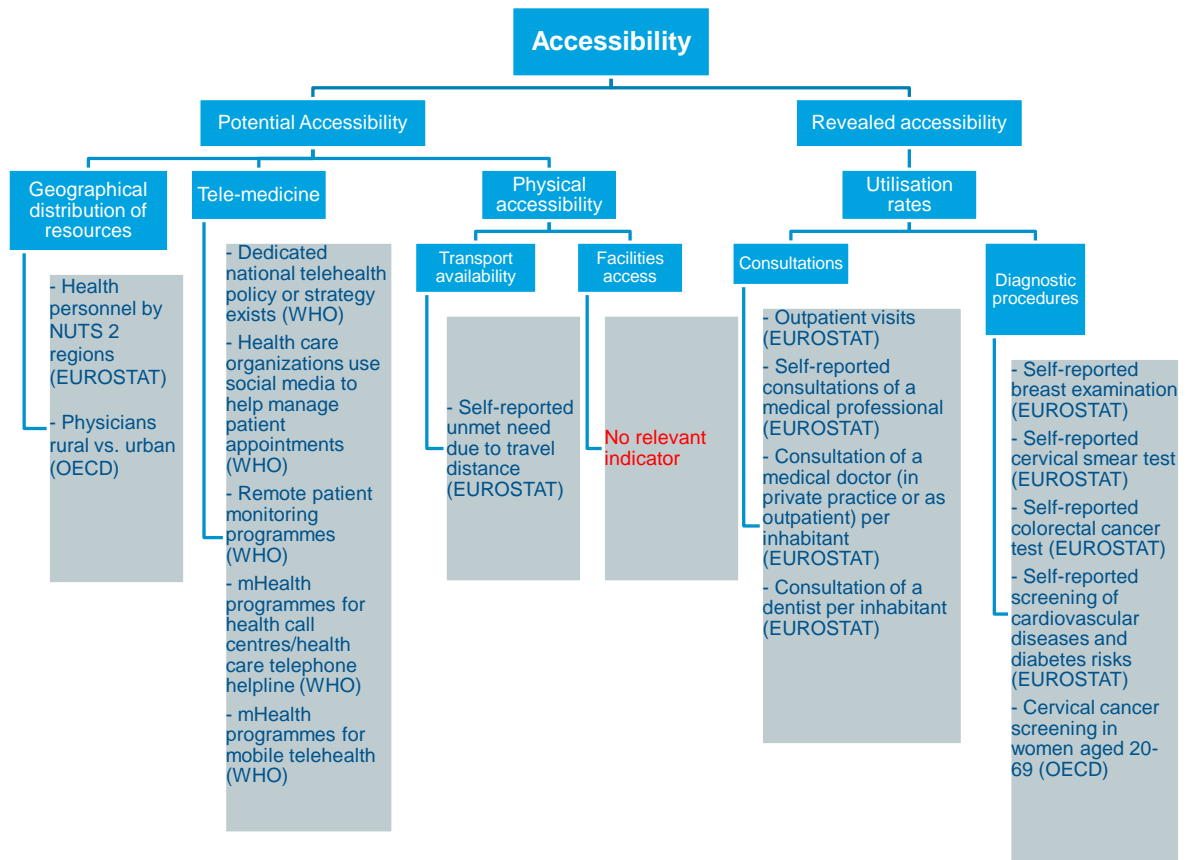 Accessibility
Potential Accessibility
Revealed accessibility
Geographical
distribution of
resources
Tele-medicine
Physical
accessibility
Utilisation
rates
- Health
personnel by
NUTS 2
regions
(EUROSTAT)
- Physicians
rural vs. urban
(OECD)
- Dedicated
national telehealth
policy or strategy
exists (WHO)
- Health care
organizations use
social media to
help manage
patient
appointments
(WHO)
- Remote patient
monitoring
programmes
(WHO)
- mHealth
programmes for
health call
centres/health
care telephone
helpline (WHO)
- mHealth
programmes for
mobile telehealth
(WHO)
Transport
availability
- Self-reported
unmet need
due to travel
distance
(EUROSTAT)
Facilities
access
No relevant
indicator
Consultations
- Outpatient visits
(EUROSTAT)
- Self-reported
consultations of a
medical professional
(EUROSTAT)
- Consultation of a
medical doctor (in
private practice or as
outpatient) per
inhabitant
(EUROSTAT)
- Consultation of a
dentist per inhabitant
(EUROSTAT)
Diagnostic
procedures
- Self-reported
breast examination
(EUROSTAT)
- Self-reported
cervical smear test
(EUROSTAT)
- Self-reported
colorectal cancer
test (EUROSTAT)
- Self-reported
screening of
cardiovascular
diseases and
diabetes risks
(EUROSTAT)
- Cervical cancer
screening in
women aged 20-
69 (OECD)